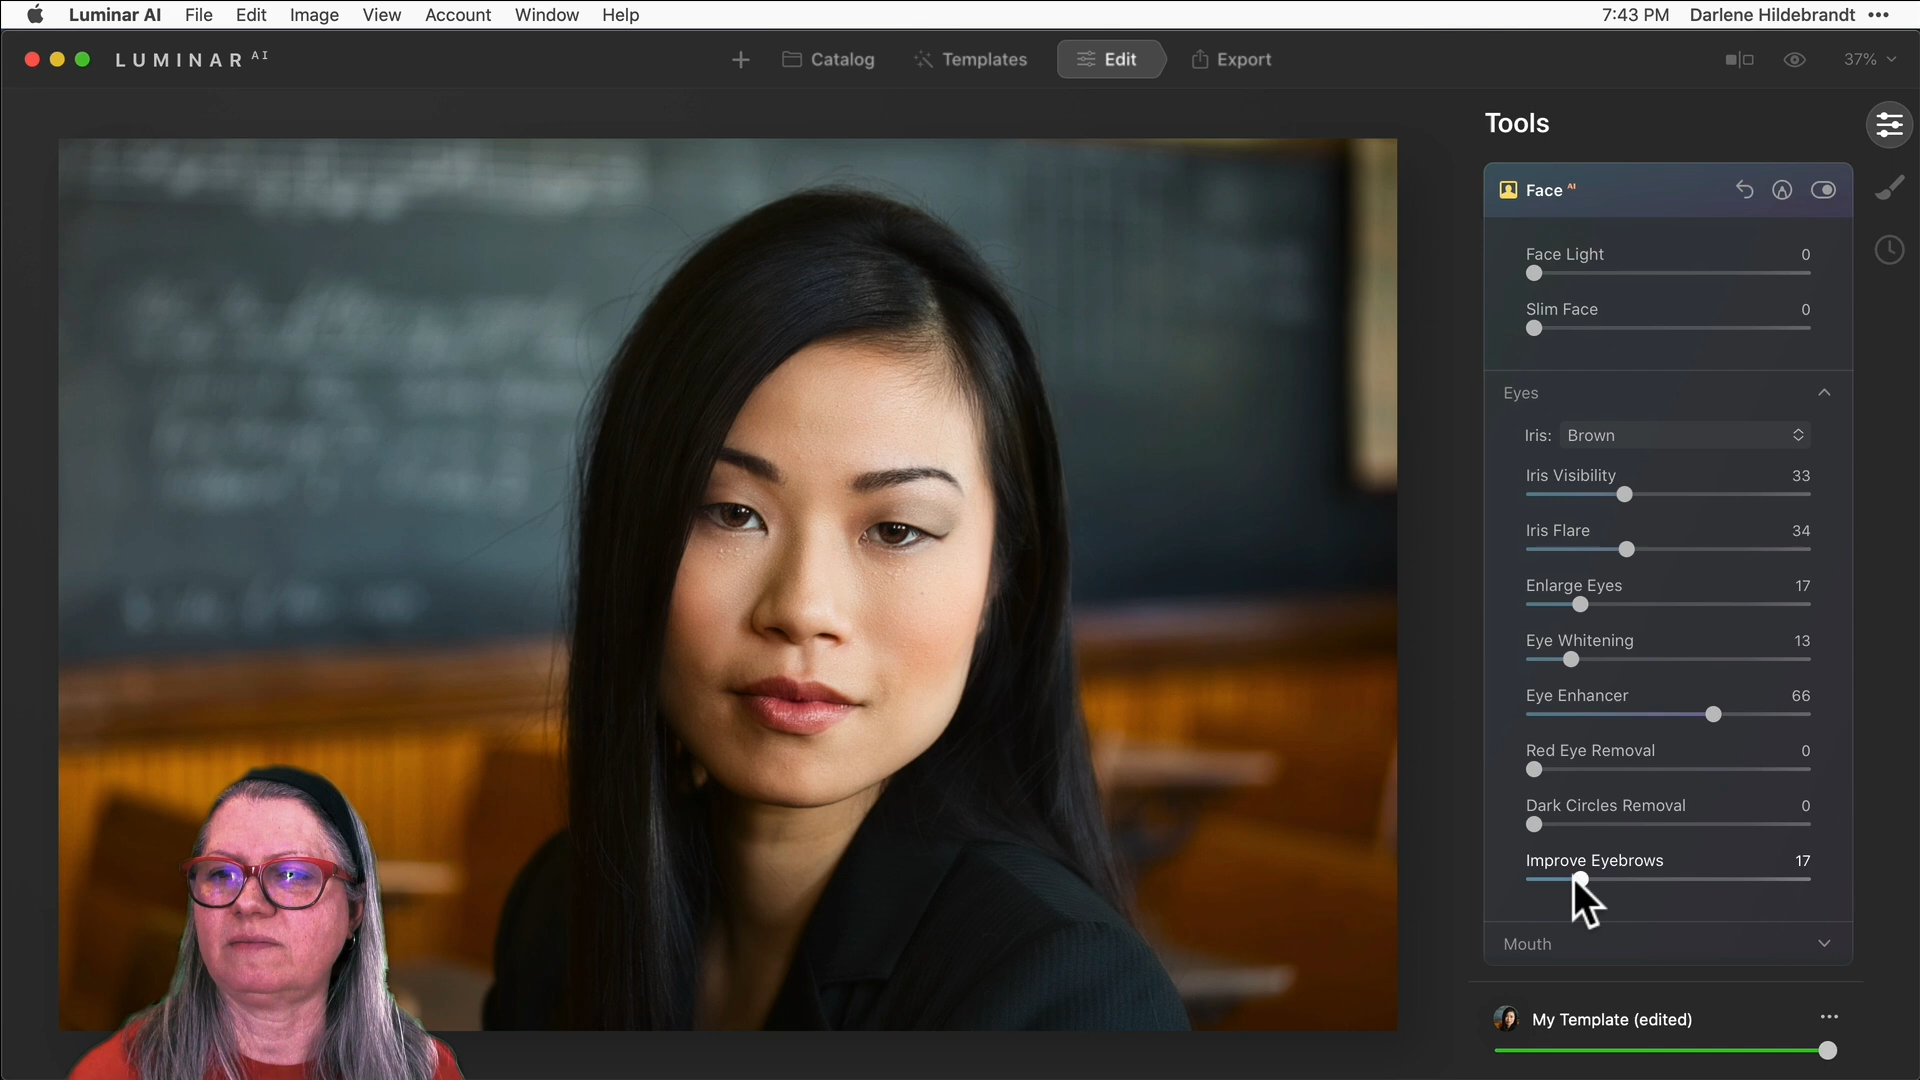 Luminar AI File Edit Image View Account Window Help 7:43 PM Darlene Hildebrandt
LUMINAR AI Catalog Templates Edit Export 37%
Tools
Face AI
Face Light 0
Slim Face 0
Eyes
Iris: Brown
Iris Visibility 33
Iris Flare 34
Enlarge Eyes 17
Eye Whitening 13
Eye Enhancer 66
Red Eye Removal 0
Dark Circles Removal 0
Improve Eyebrows 17
Mouth
My Template (edited)